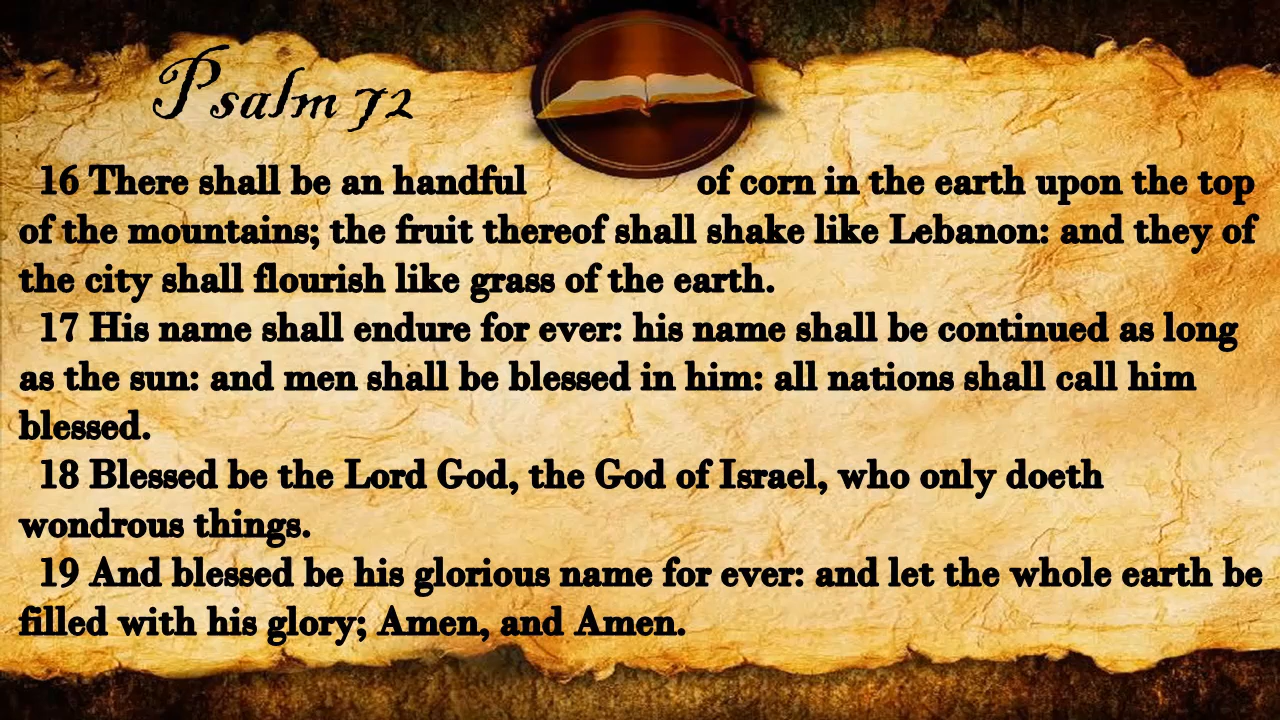 Psalm 72
16 There shall be an handful of corn in the earth upon the top
of the mountains; the fruit thereof shall shake like Lebanon: and they of
the city shall flourish like grass of the earth.
17 His name shall endure for ever: his name shall be continued as long
as the sun: and men shall be blessed in him: all nations shall call him
blessed.
18 Blessed be the Lord God, the God of Israel, who only doeth
wondrous things.
19 And blessed be his glorious name for ever: and let the whole earth be
filled with his glory; Amen, and Amen.